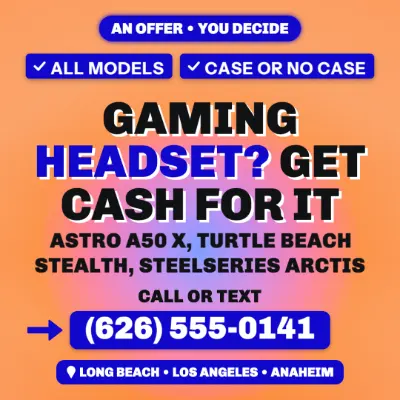 AN OFFER • YOU DECIDE
✓ ALL MODELS ✓ CASE OR NO CASE
GAMING
HEADSET? GET
CASH FOR IT
ASTRO A50 X, TURTLE BEACH
STEALTH, STEELSERIES ARCTIS
CALL OR TEXT
(626) 555-0141
LONG BEACH • LOS ANGELES • ANAHEIM